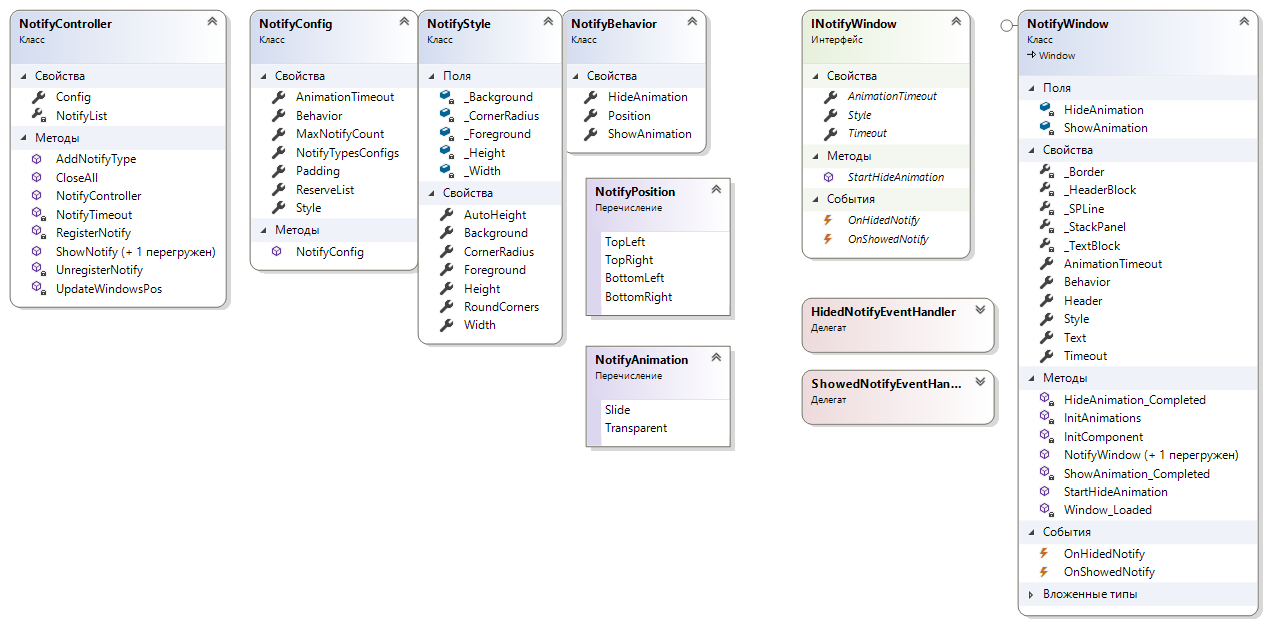 NotifyController
Класс
Свойства
Config
NotifyList
Методы
AddNotifyType
CloseAll
NotifyController
NotifyTimeout
RegisterNotify
ShowNotify (+ 1 перегружен)
UnregisterNotify
UpdateWindowsPos
NotifyConfig
Класс
Свойства
AnimationTimeout
Behavior
MaxNotifyCount
NotifyTypesConfigs
Padding
ReserveList
Style
Методы
NotifyConfig
NotifyStyle
Класс
Поля
_Background
_CornerRadius
_Foreground
_Height
_Width
Свойства
AutoHeight
Background
CornerRadius
Foreground
Height
RoundCorners
Width
NotifyBehavior
Класс
Свойства
HideAnimation
Position
ShowAnimation
NotifyPosition
Перечисление
TopLeft
TopRight
BottomLeft
BottomRight
NotifyAnimation
Перечисление
Slide
Transparent
INotifyWindow
Интерфейс
Свойства
AnimationTimeout
Style
Timeout
Методы
StartHideAnimation
События
OnHidedNotify
OnShowedNotify
HidedNotifyEventHandler
Делегат
ShowedNotifyEventHan...
Делегат
NotifyWindow
Класс
Window
Поля
HideAnimation
ShowAnimation
Свойства
_Border
_HeaderBlock
_SPLine
_StackPanel
_TextBlock
AnimationTimeout
Behavior
Header
Style
Text
Timeout
Методы
HideAnimation_Completed
InitAnimations
InitComponent
NotifyWindow (+ 1 перегружен)
ShowAnimation_Completed
StartHideAnimation
Window_Loaded
События
OnHidedNotify
OnShowedNotify
Вложенные типы